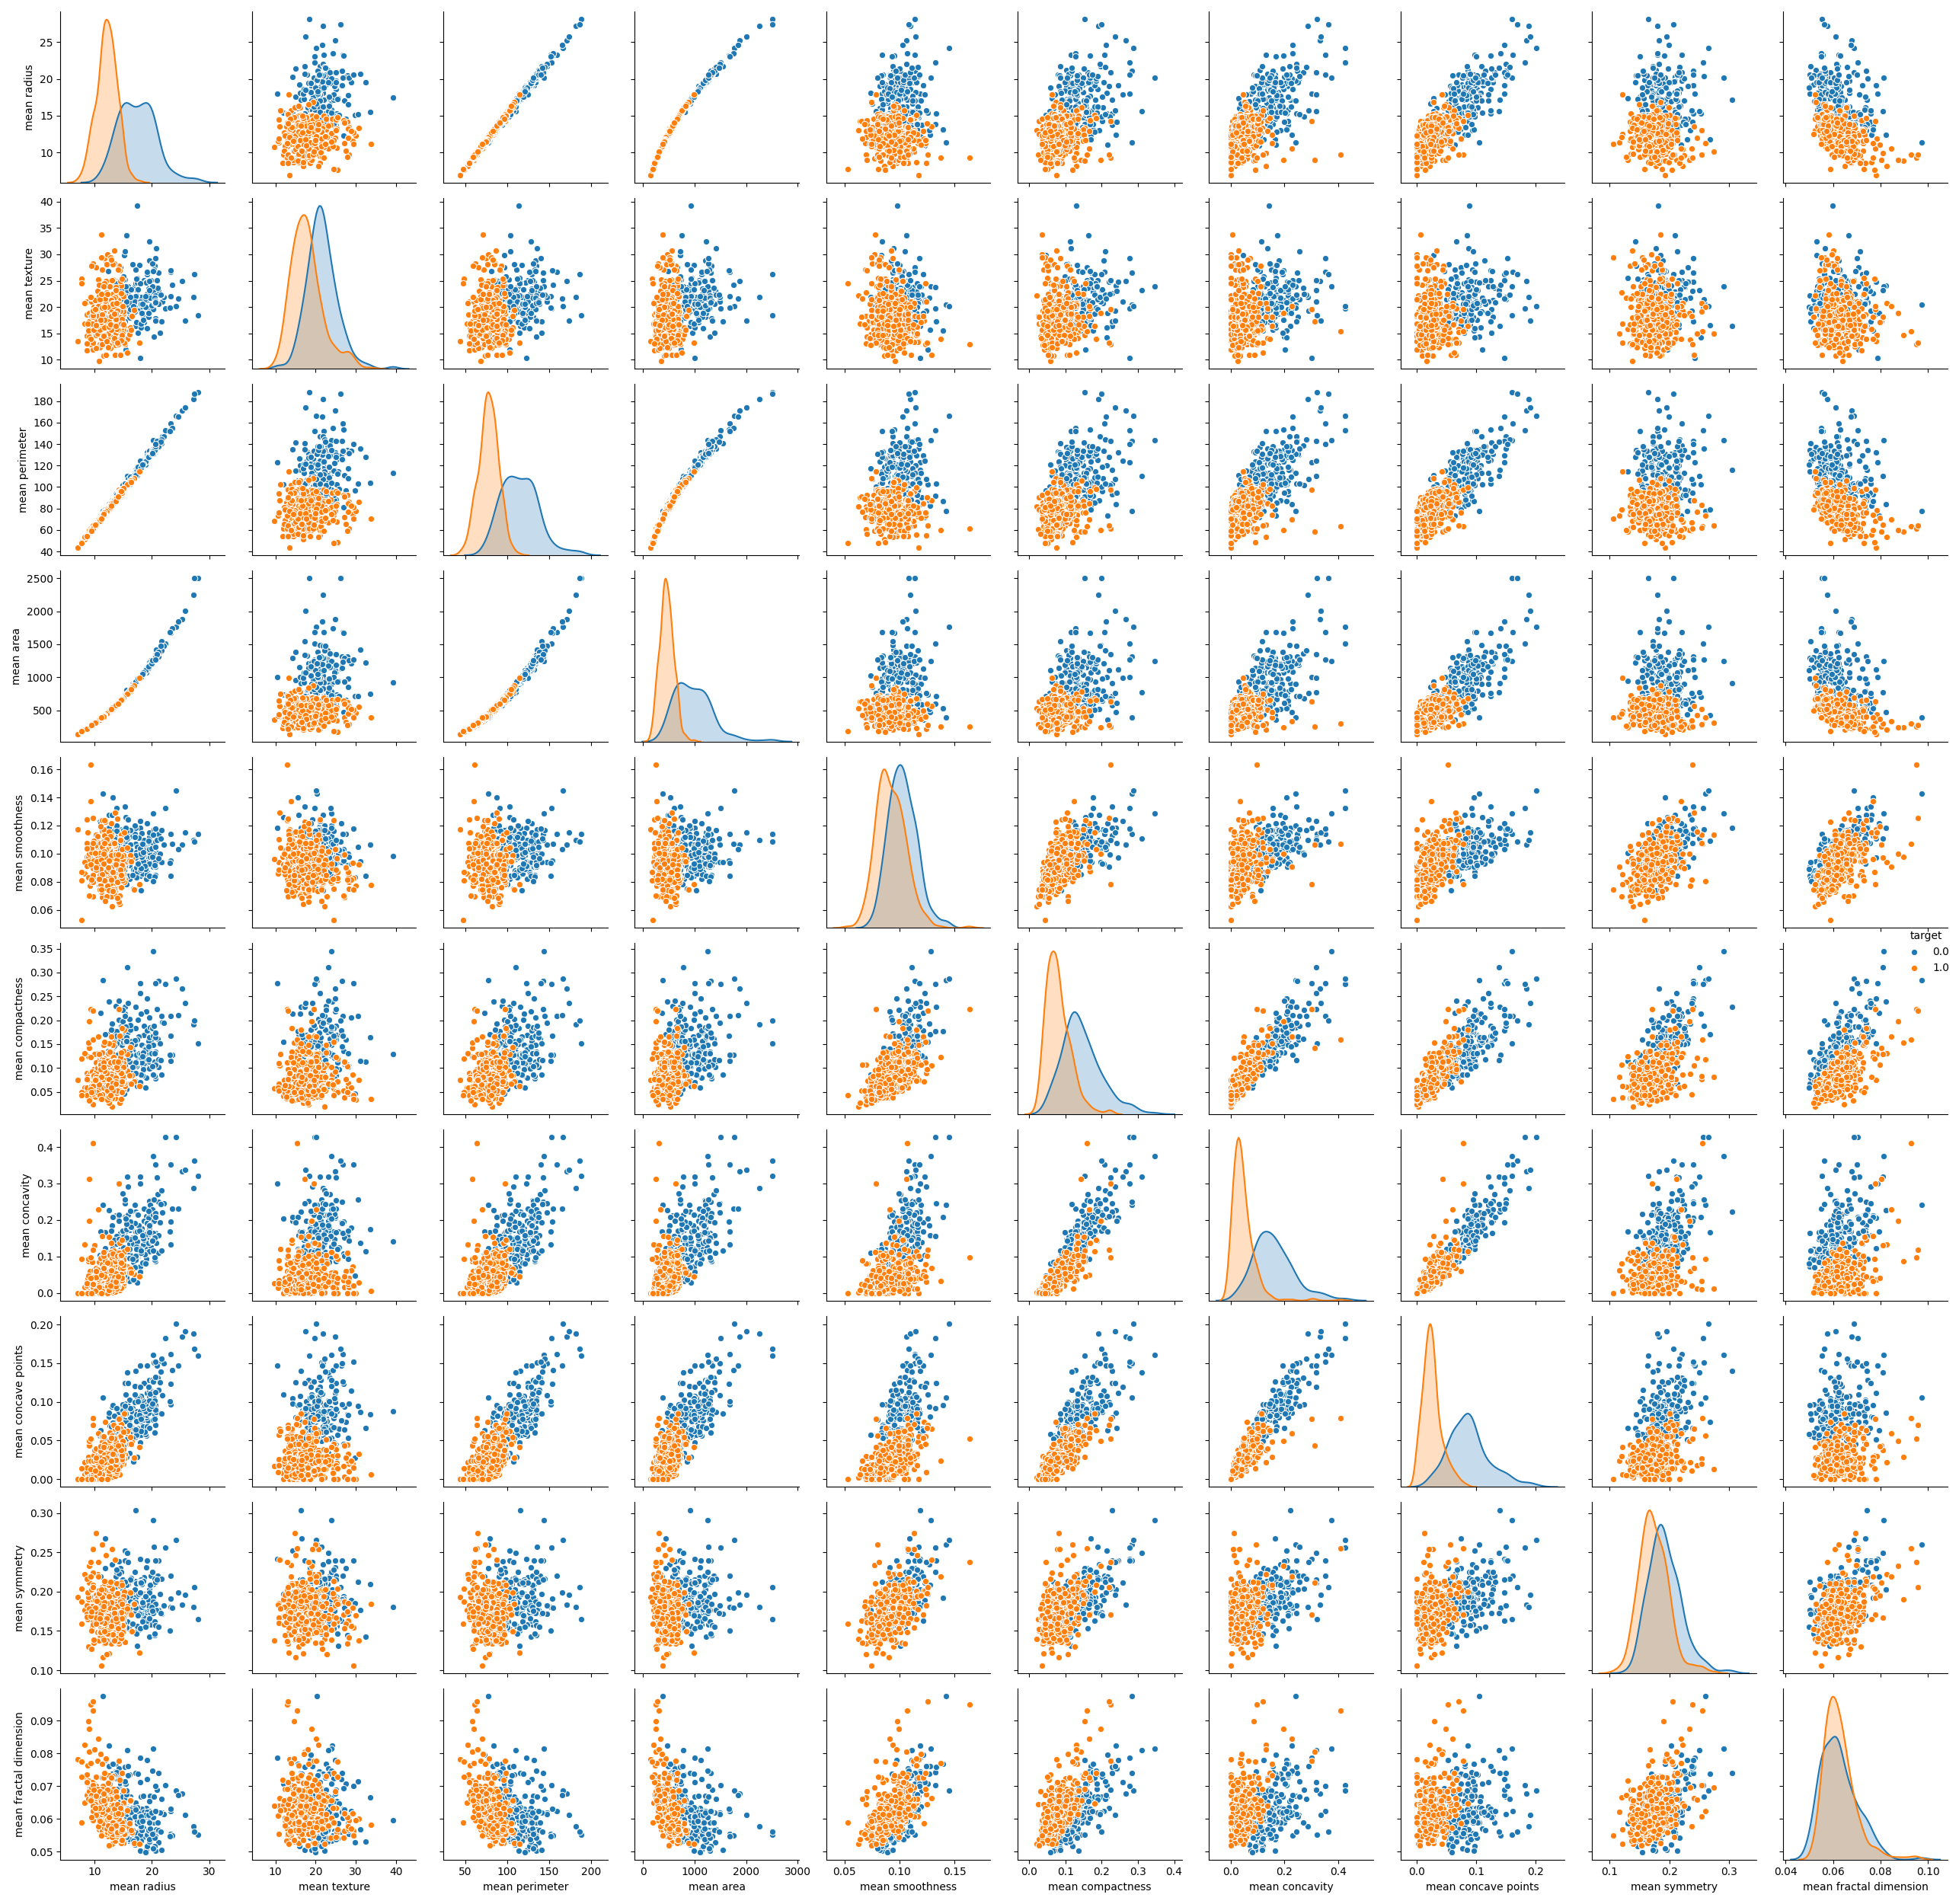 25
20
15
10
mean radius
40
35
30
25
20
15
10
mean texture
180
160
140
120
100
80
60
40
mean perimeter
2500
2000
1500
1000
500
mean area
0.16
0.14
0.12
0.10
0.08
0.06
mean smoothness
0.35
0.30
0.25
0.20
0.15
0.10
0.05
mean compactness
target
0.0
1.0
0.4
0.3
0.2
0.1
0.0
mean concavity
0.20
0.15
0.10
0.05
0.00
mean concave points
0.30
0.25
0.20
0.15
0.10
mean symmetry
0.09
0.08
0.07
0.06
0.05
mean fractal dimension
10 20 30
10 20 30 40
50 100 150 200
0 1000 2000 3000
0.05 0.10 0.15
0.0 0.1 0.2 0.3 0.4
0.0 0.2 0.4
0.0 0.1 0.2
0.1 0.2 0.3
0.04 0.06 0.08 0.10
mean radius
mean texture
mean perimeter
mean area
mean smoothness
mean compactness
mean concavity
mean concave points
mean symmetry
mean fractal dimension